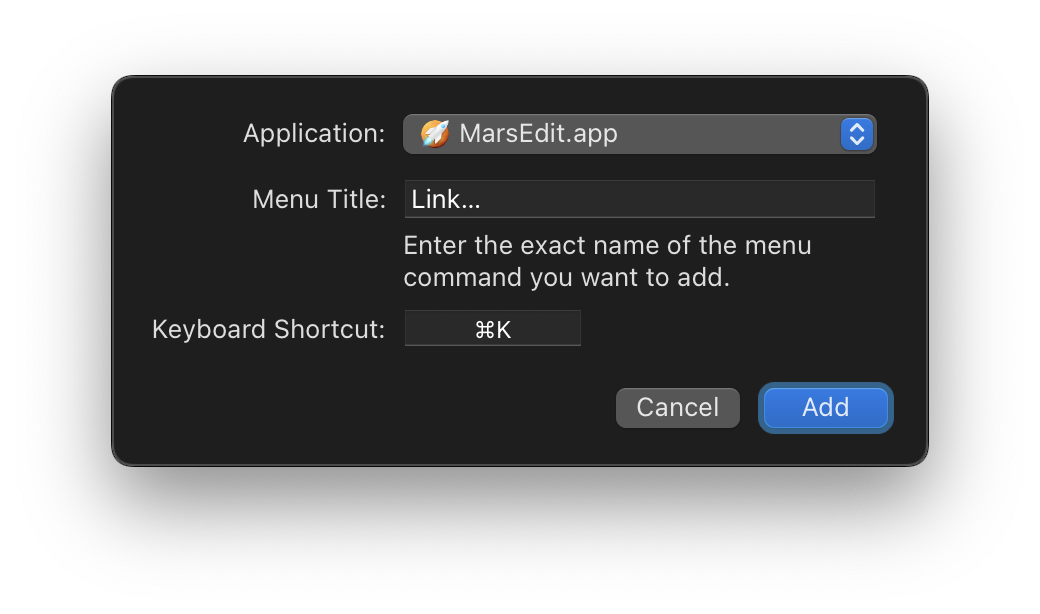 Application: MarsEdit.app
Menu Title: Link...
Enter the exact name of the menu
command you want to add.
Keyboard Shortcut: ⌘K
Cancel Add